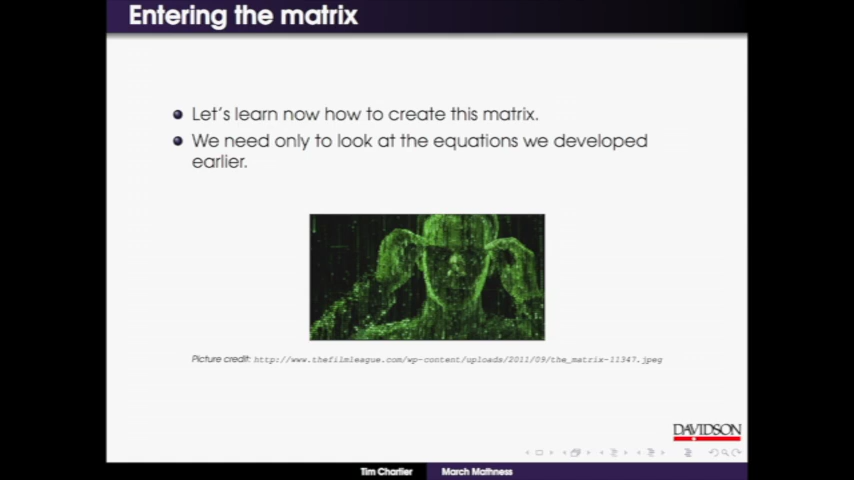 Entering the matrix
Let's learn now how to create this matrix.
We need only to look at the equations we developed
earlier.
Picture credit: http://www.thefilmleague.com/wp-content/uploads/2011/09/the_matrix-11347.jpeg
DAVIDSON
Tim Chartier March Mathness